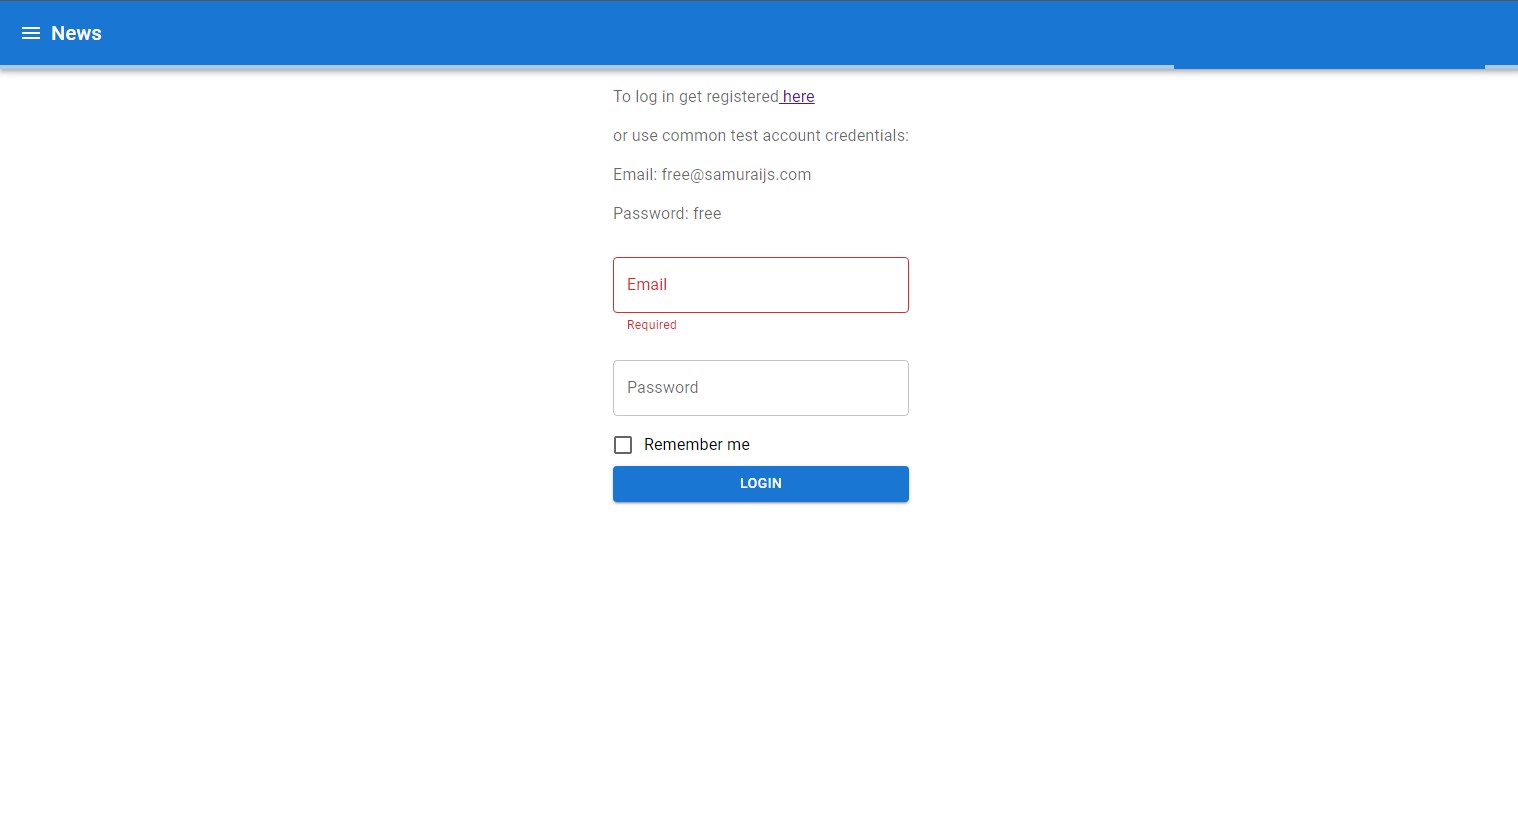 News
To log in get registered here
or use common test account credentials:
Email: free@samuraijs.com
Password: free
Email
Required
Password
Remember me
LOGIN